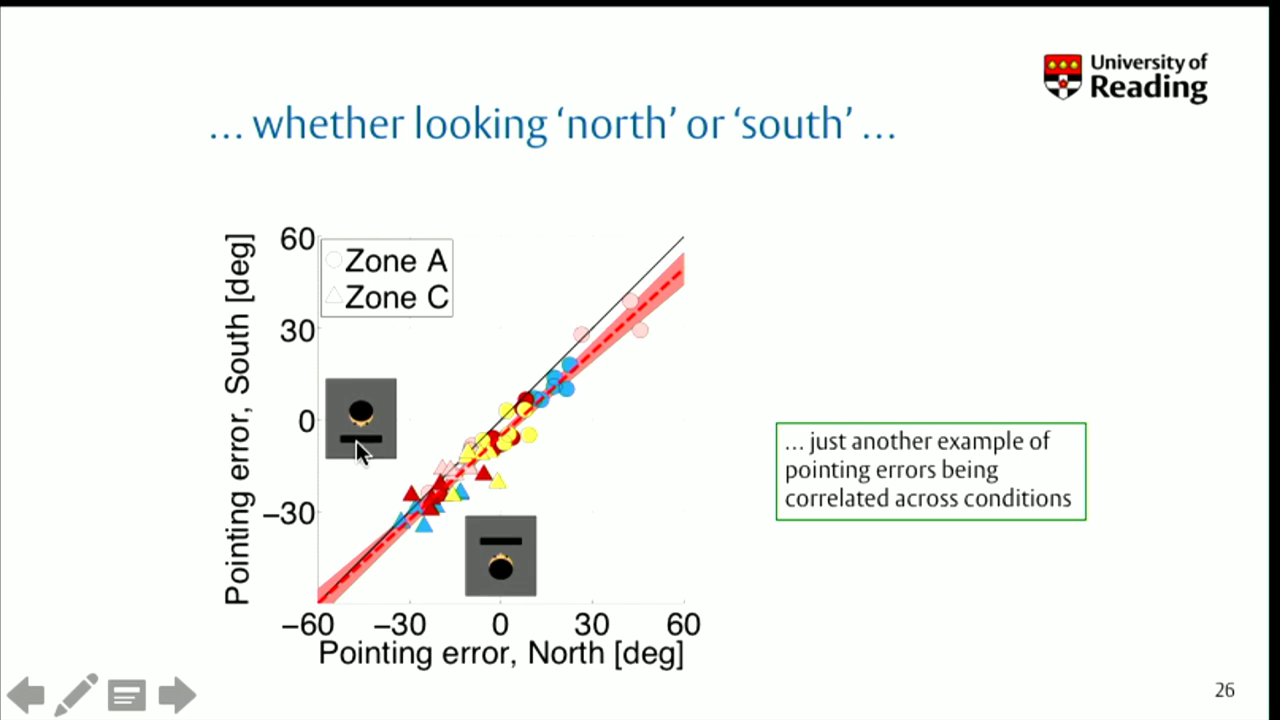 University of
Reading
… whether looking ‘north’ or ‘south’ …
Pointing error, South [deg]
60
30
0
−30
Zone A
Zone C
−60 −30 0 30 60
Pointing error, North [deg]
… just another example of
pointing errors being
correlated across conditions
26